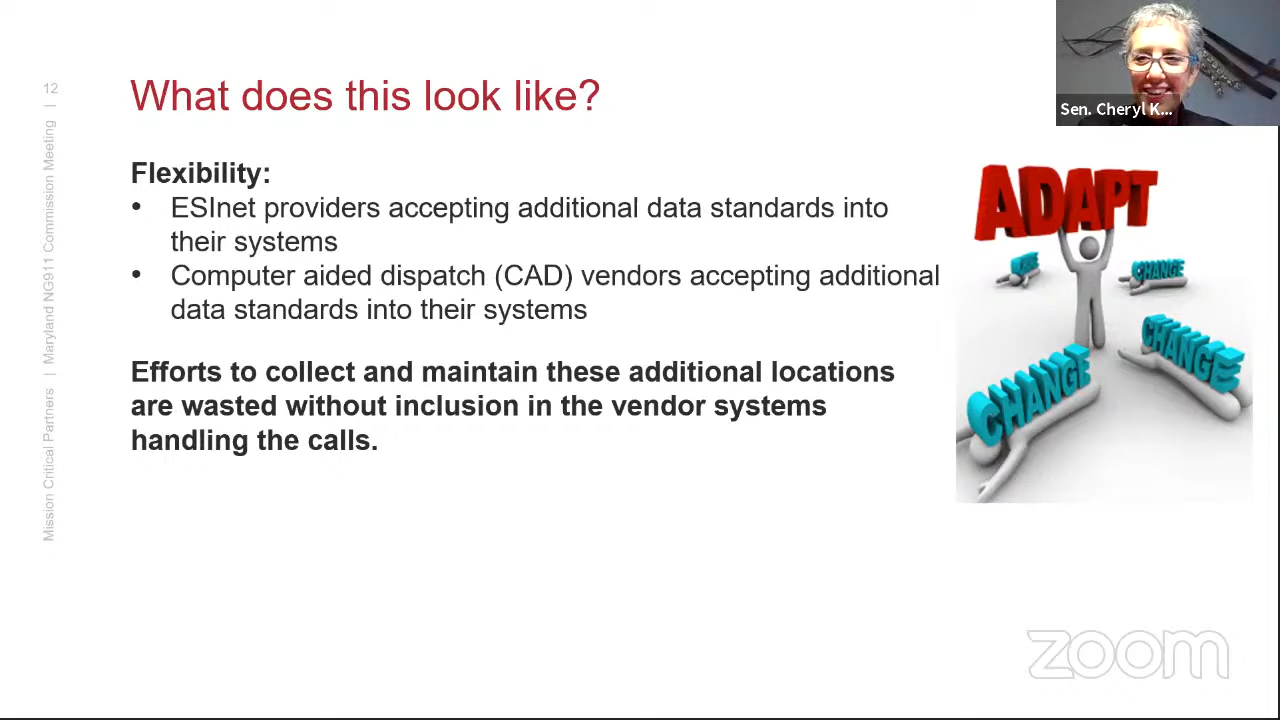 12
Mission Critical Partners | Maryland NG911 Commission Meeting |
What does this look like?
Sen. Cheryl K...
Flexibility:
• ESInet providers accepting additional data standards into
their systems
• Computer aided dispatch (CAD) vendors accepting additional
data standards into their systems
Efforts to collect and maintain these additional locations
are wasted without inclusion in the vendor systems
handling the calls.
ADAPT
CHANGE
CHANGE
CHANGE
zoom